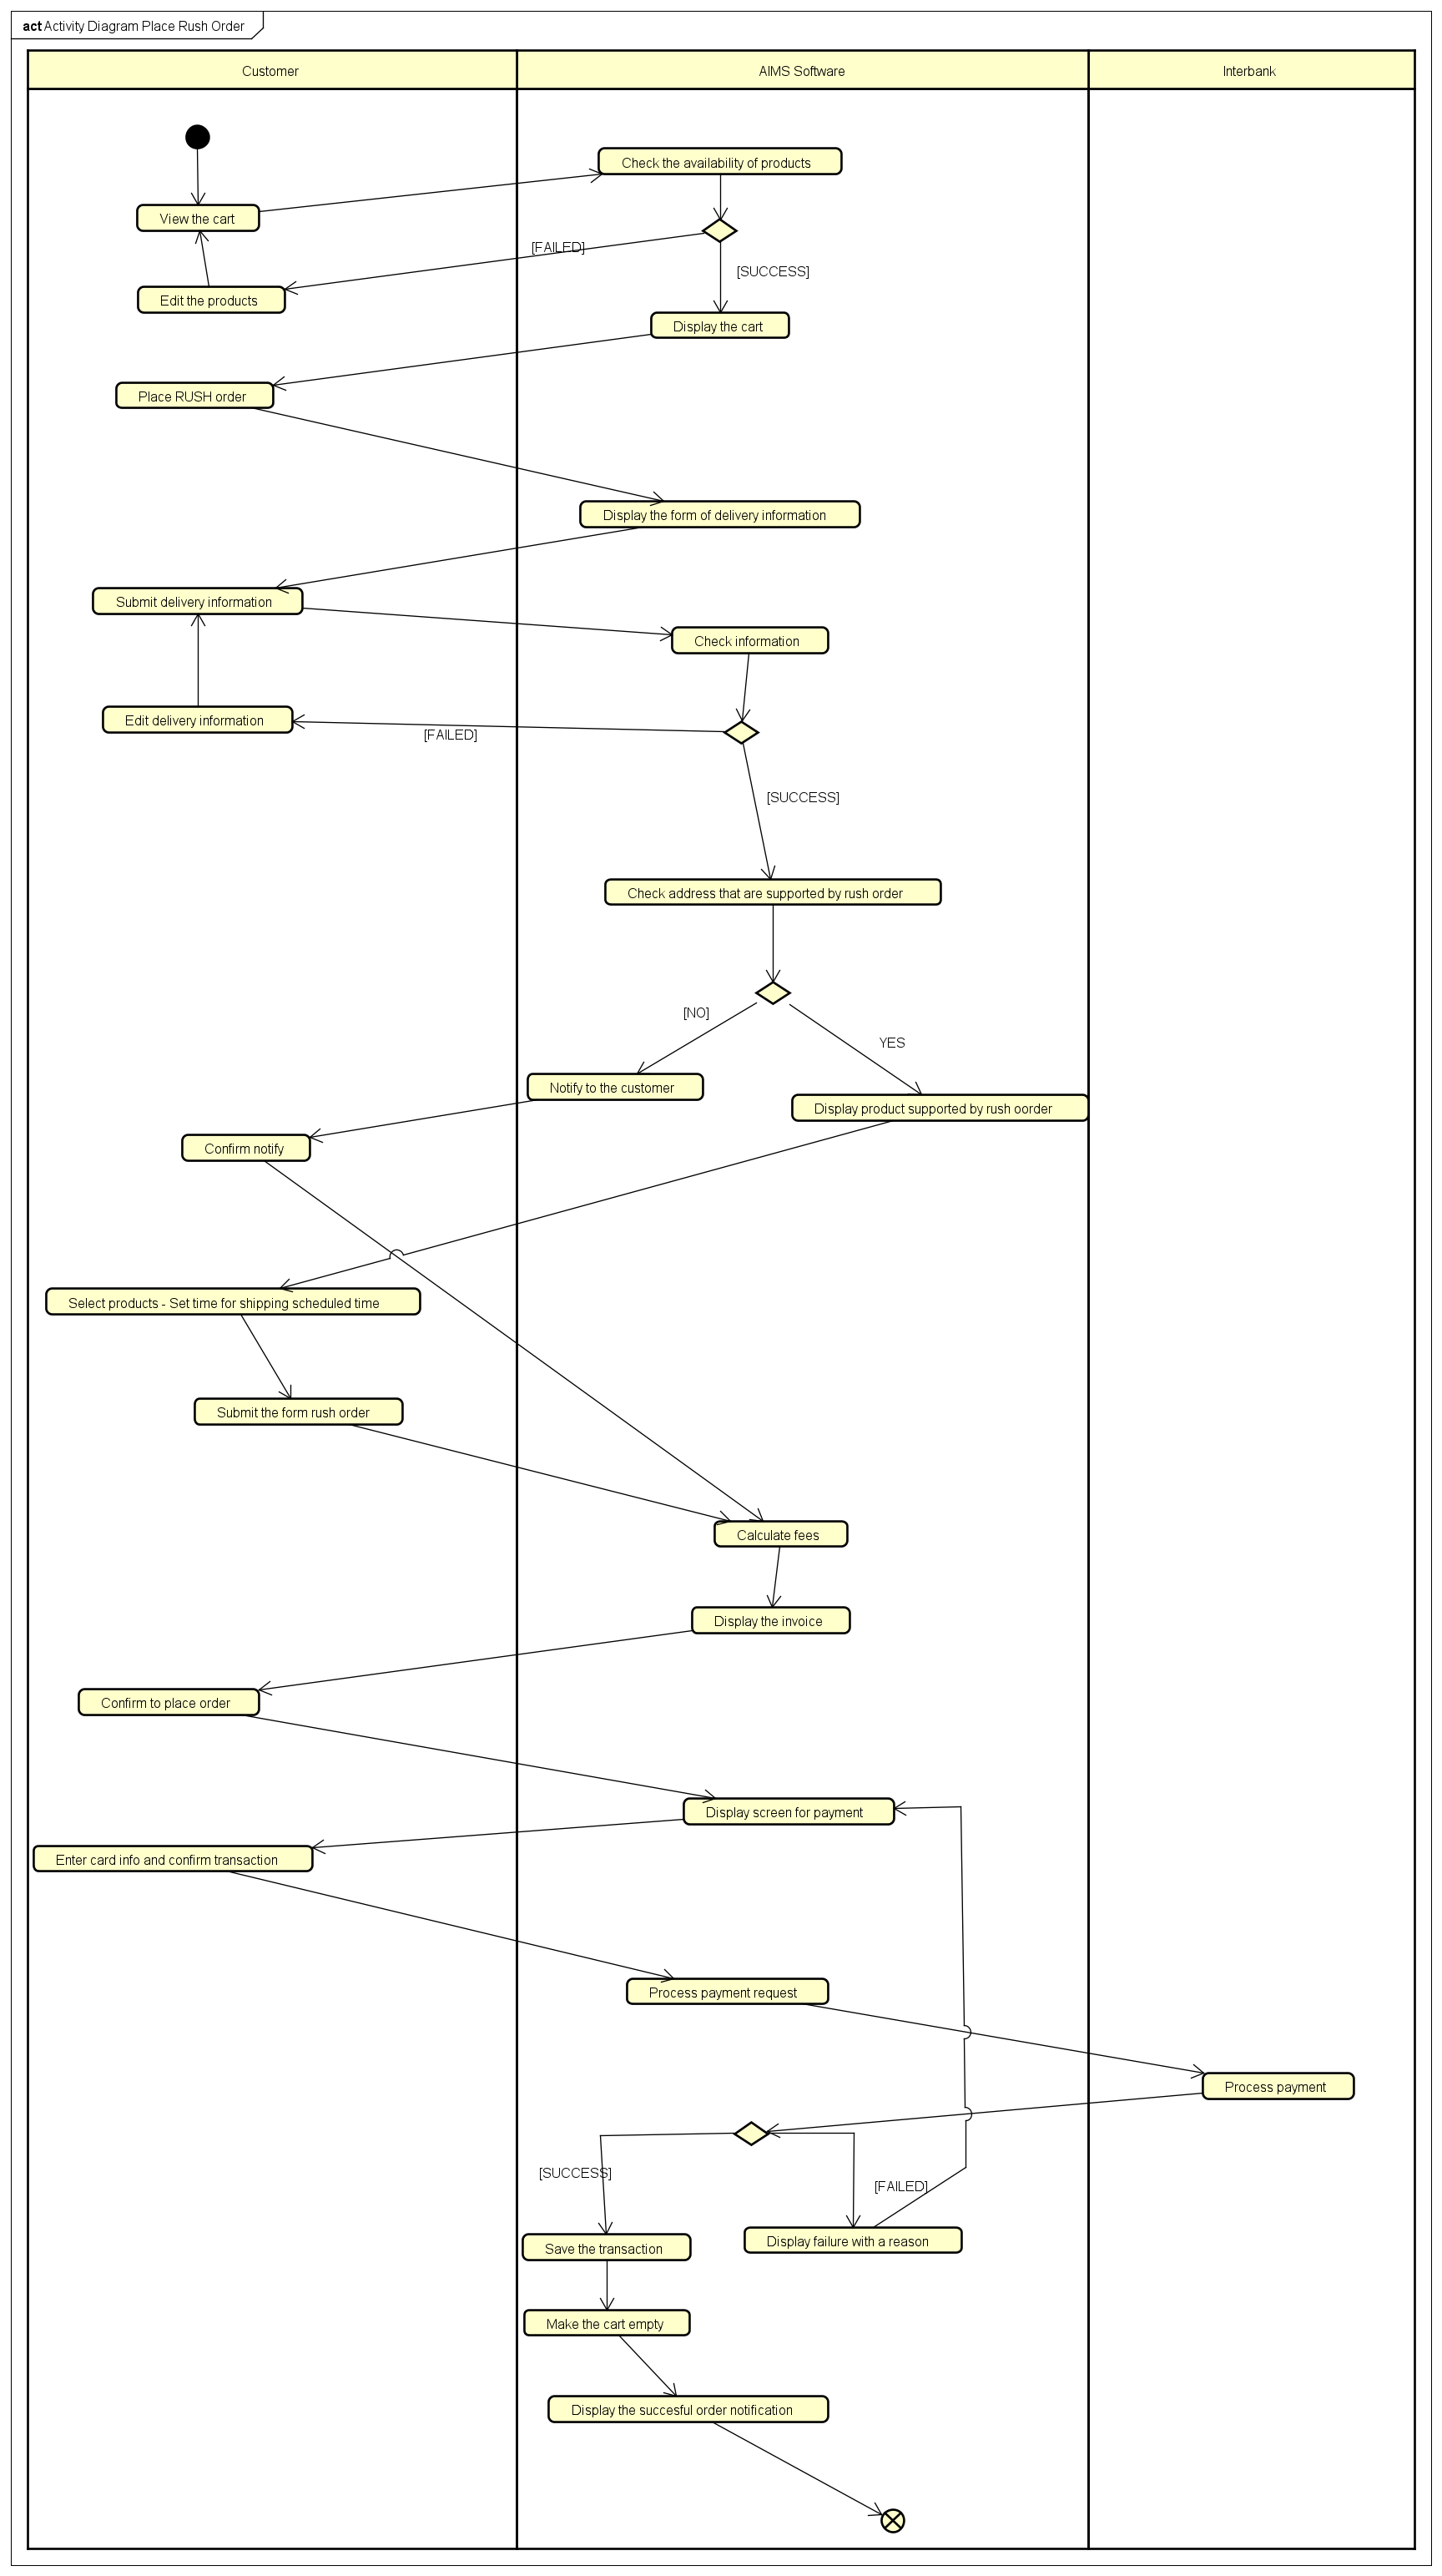 act Activity Diagram Place Rush Order
Customer
AIMS Software
Interbank
Check the availability of products
View the cart
[FAILED]
[SUCCESS]
Edit the products
Display the cart
Place RUSH order
Display the form of delivery information
Submit delivery information
Check information
Edit delivery information
[FAILED]
[SUCCESS]
Check address that are supported by rush order
[NO]
YES
Notify to the customer
Display product supported by rush oorder
Confirm notify
Select products - Set time for shipping scheduled time
Submit the form rush order
Calculate fees
Display the invoice
Confirm to place order
Display screen for payment
Enter card info and confirm transaction
Process payment request
Process payment
[SUCCESS]
[FAILED]
Display failure with a reason
Save the transaction
Make the cart empty
Display the succesful order notification